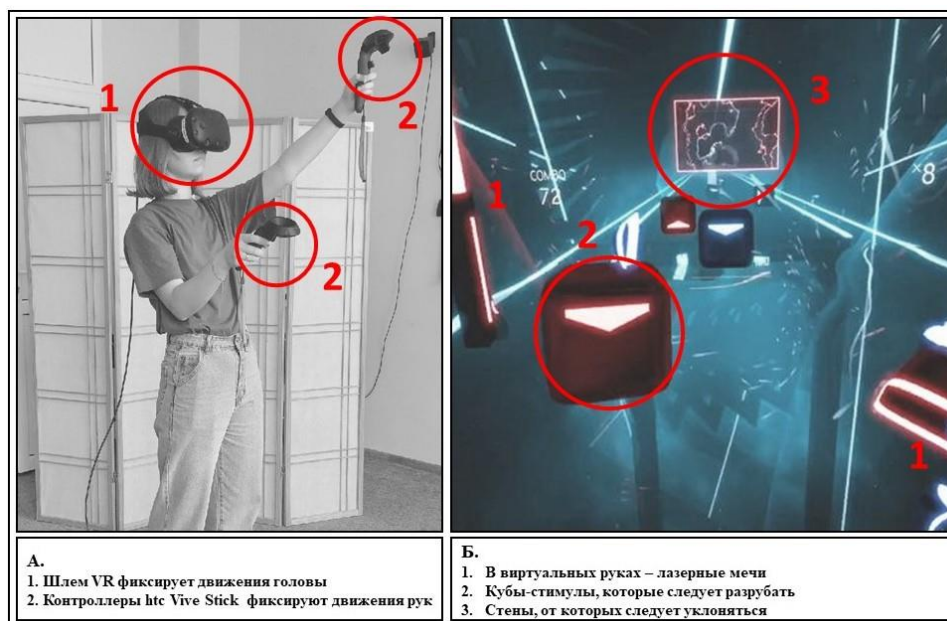 1
2
2
3
COMBO
72
×8
1
2
1
А.
1. Шлем VR фиксирует движения головы
2. Контроллеры htc Vive Stick фиксируют движения рук
Б.
1. В виртуальных руках – лазерные мечи
2. Кубы-стимулы, которые следует разрубать
3. Стены, от которых следует уклоняться